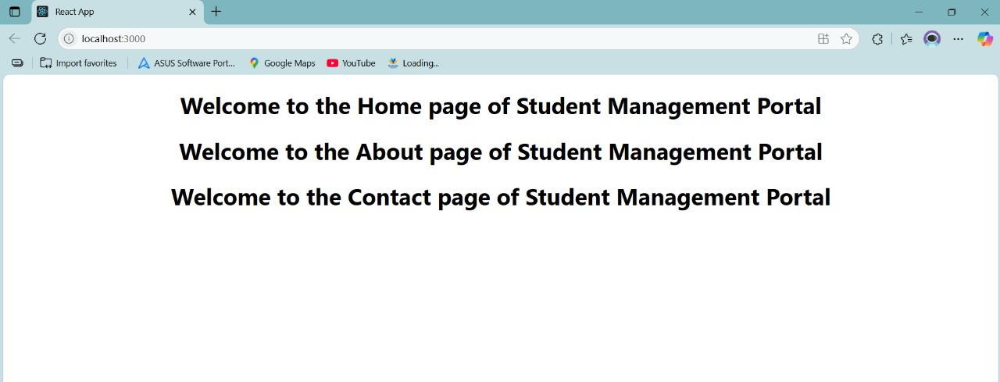 React App
localhost:3000
Import favorites
ASUS Software Port...
Google Maps
YouTube
Loading...
Welcome to the Home page of Student Management Portal
Welcome to the About page of Student Management Portal
Welcome to the Contact page of Student Management Portal